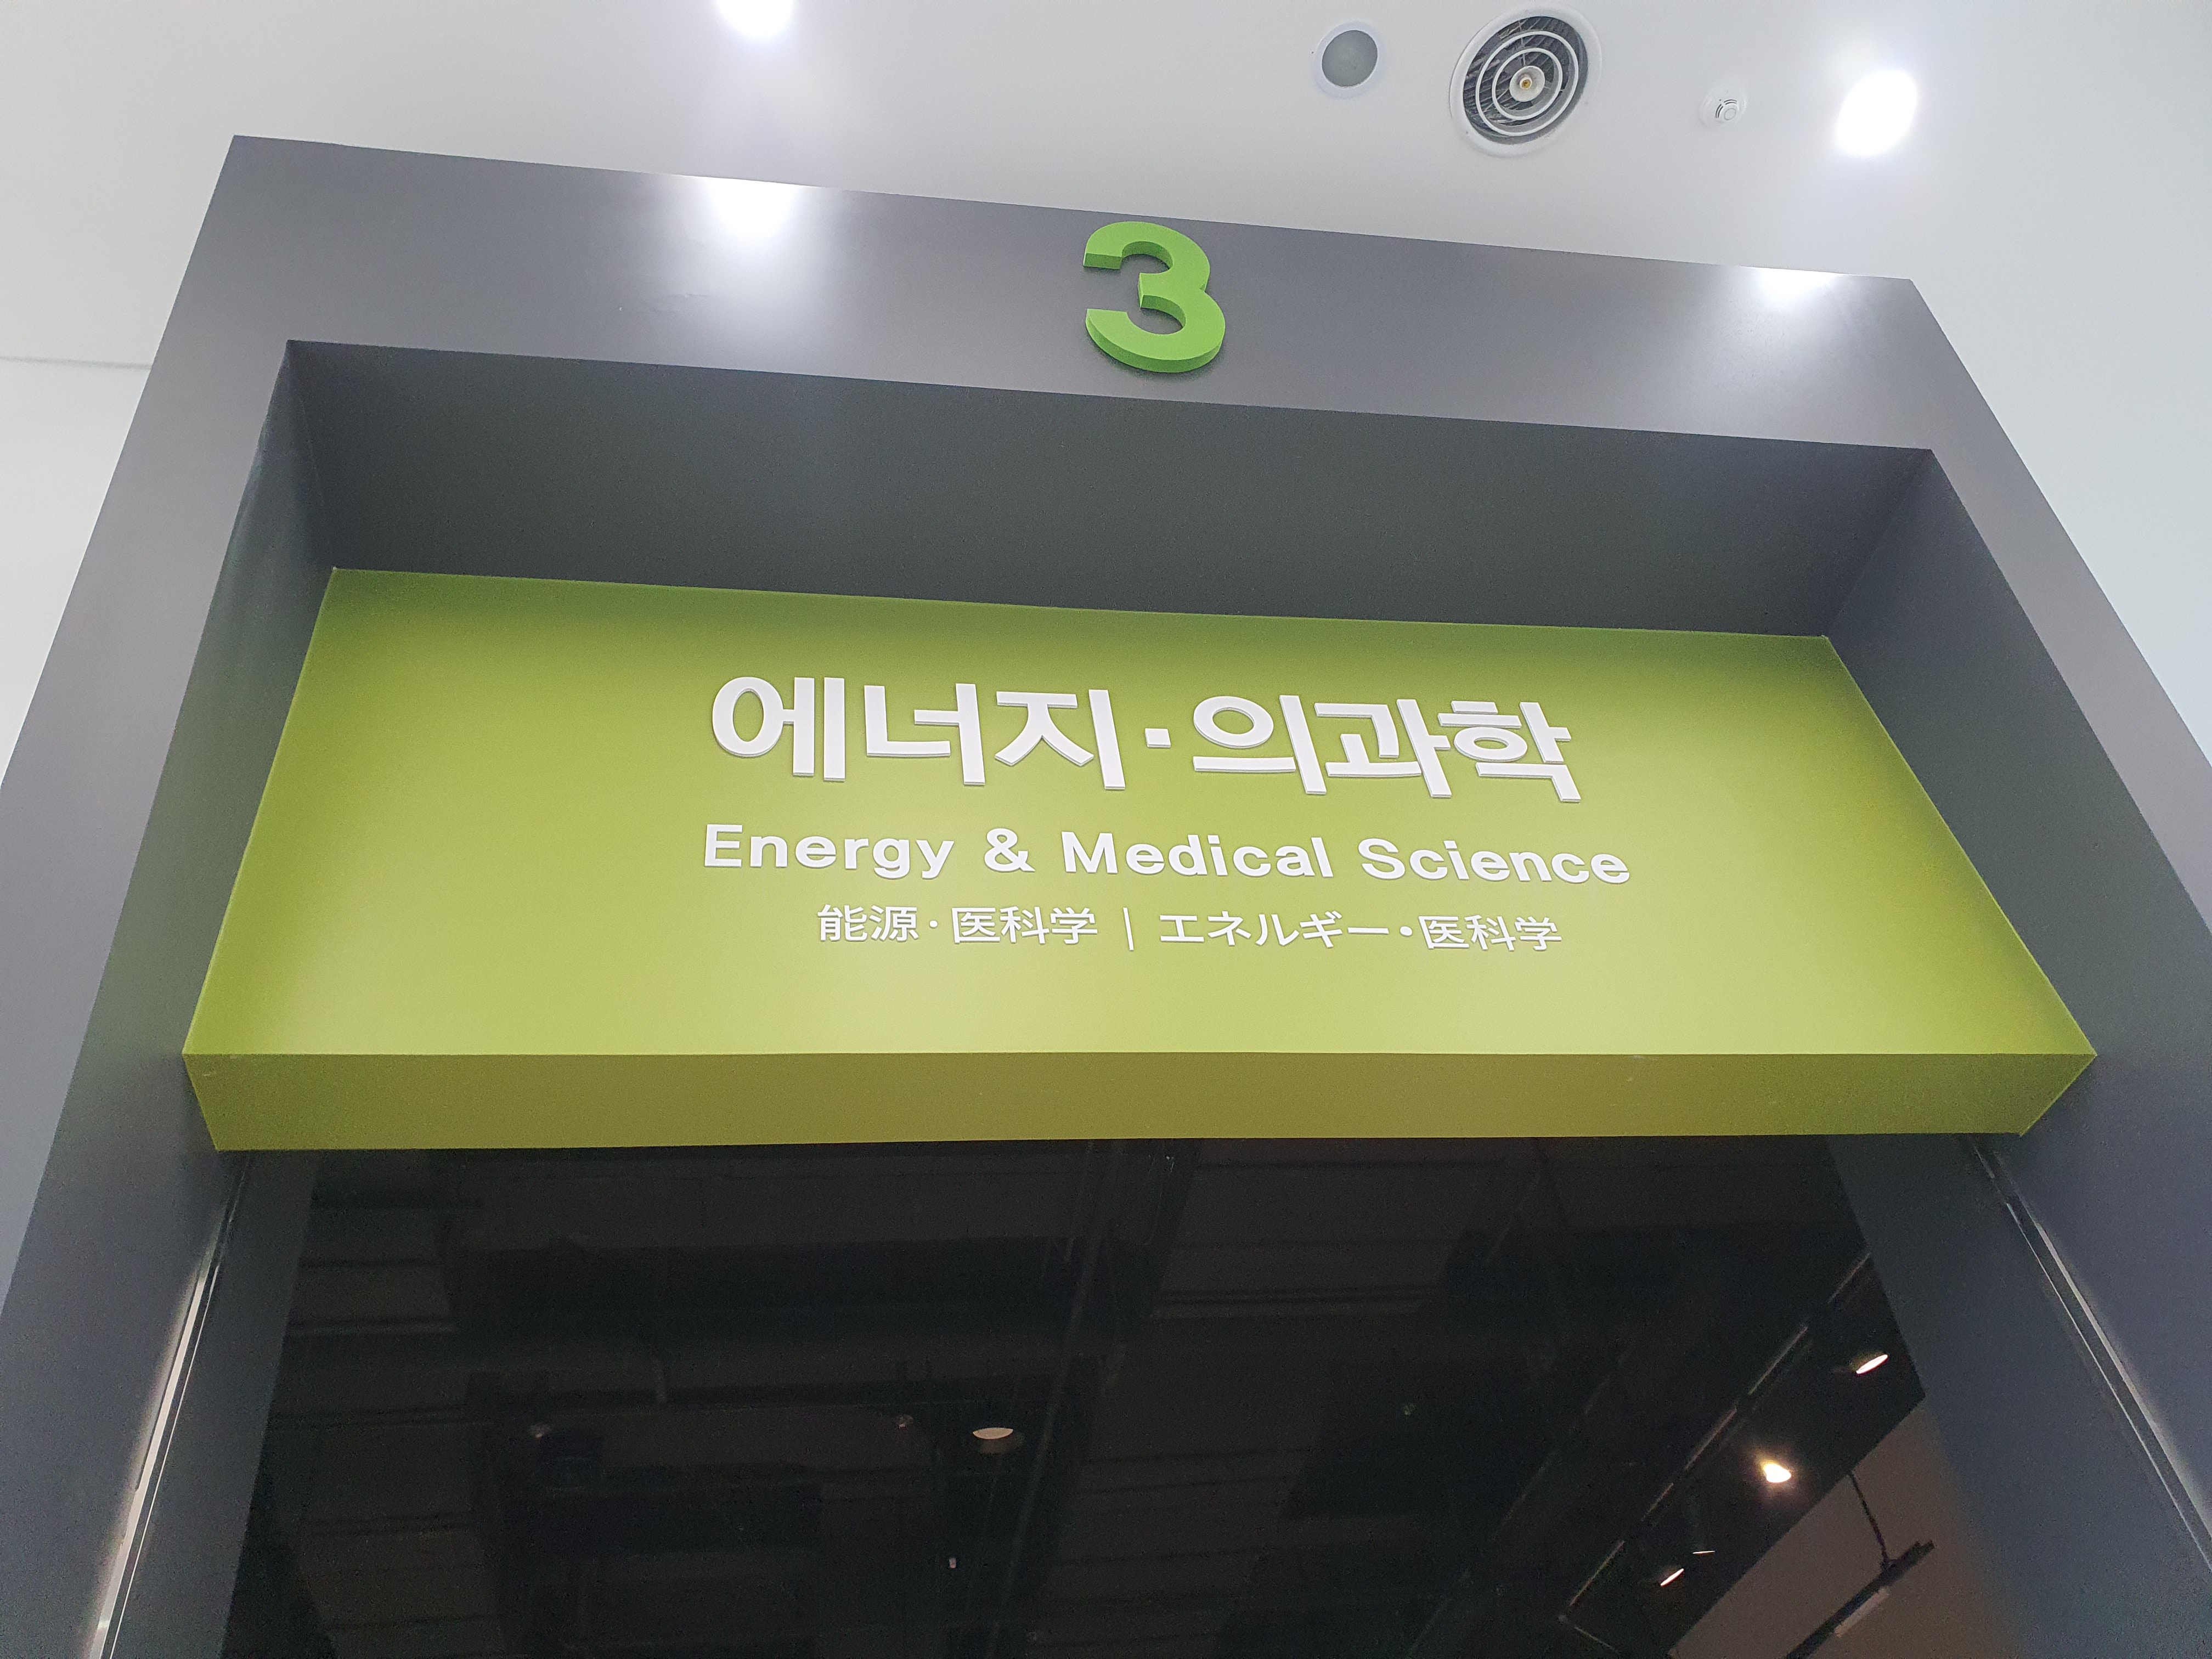 3
에너지·의과학
Energy & Medical Science
能源·医科学 | エネルギー・医科学